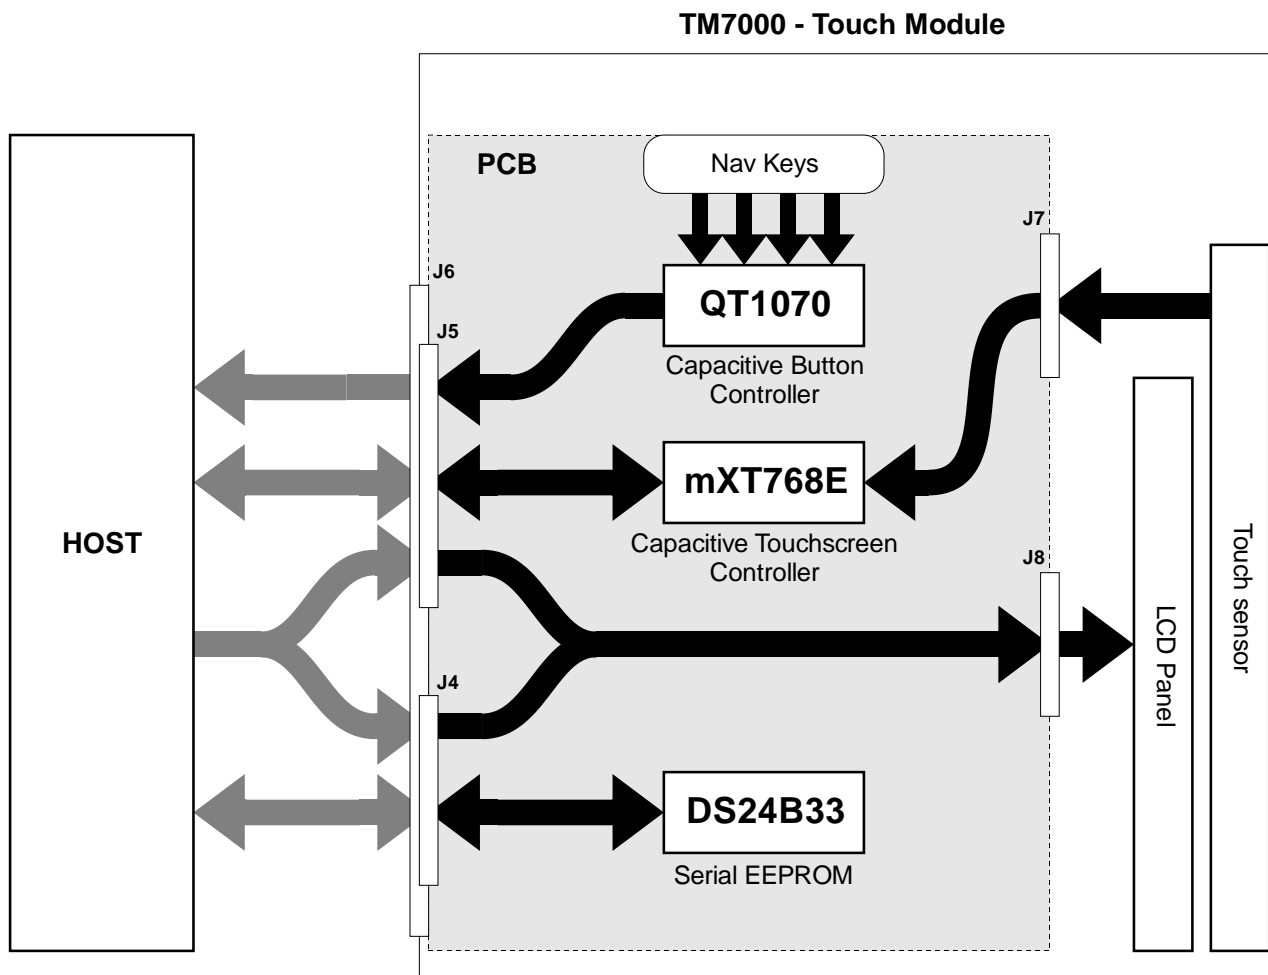 TM7000 - Touch Module
PCB
Nav Keys
J7
J6
QT1070
J5
Capacitive Button
Controller
mXT768E
HOST
Capacitive Touchscreen
Controller
J8
Touch sensor
LCD Panel
J4
DS24B33
Serial EEPROM